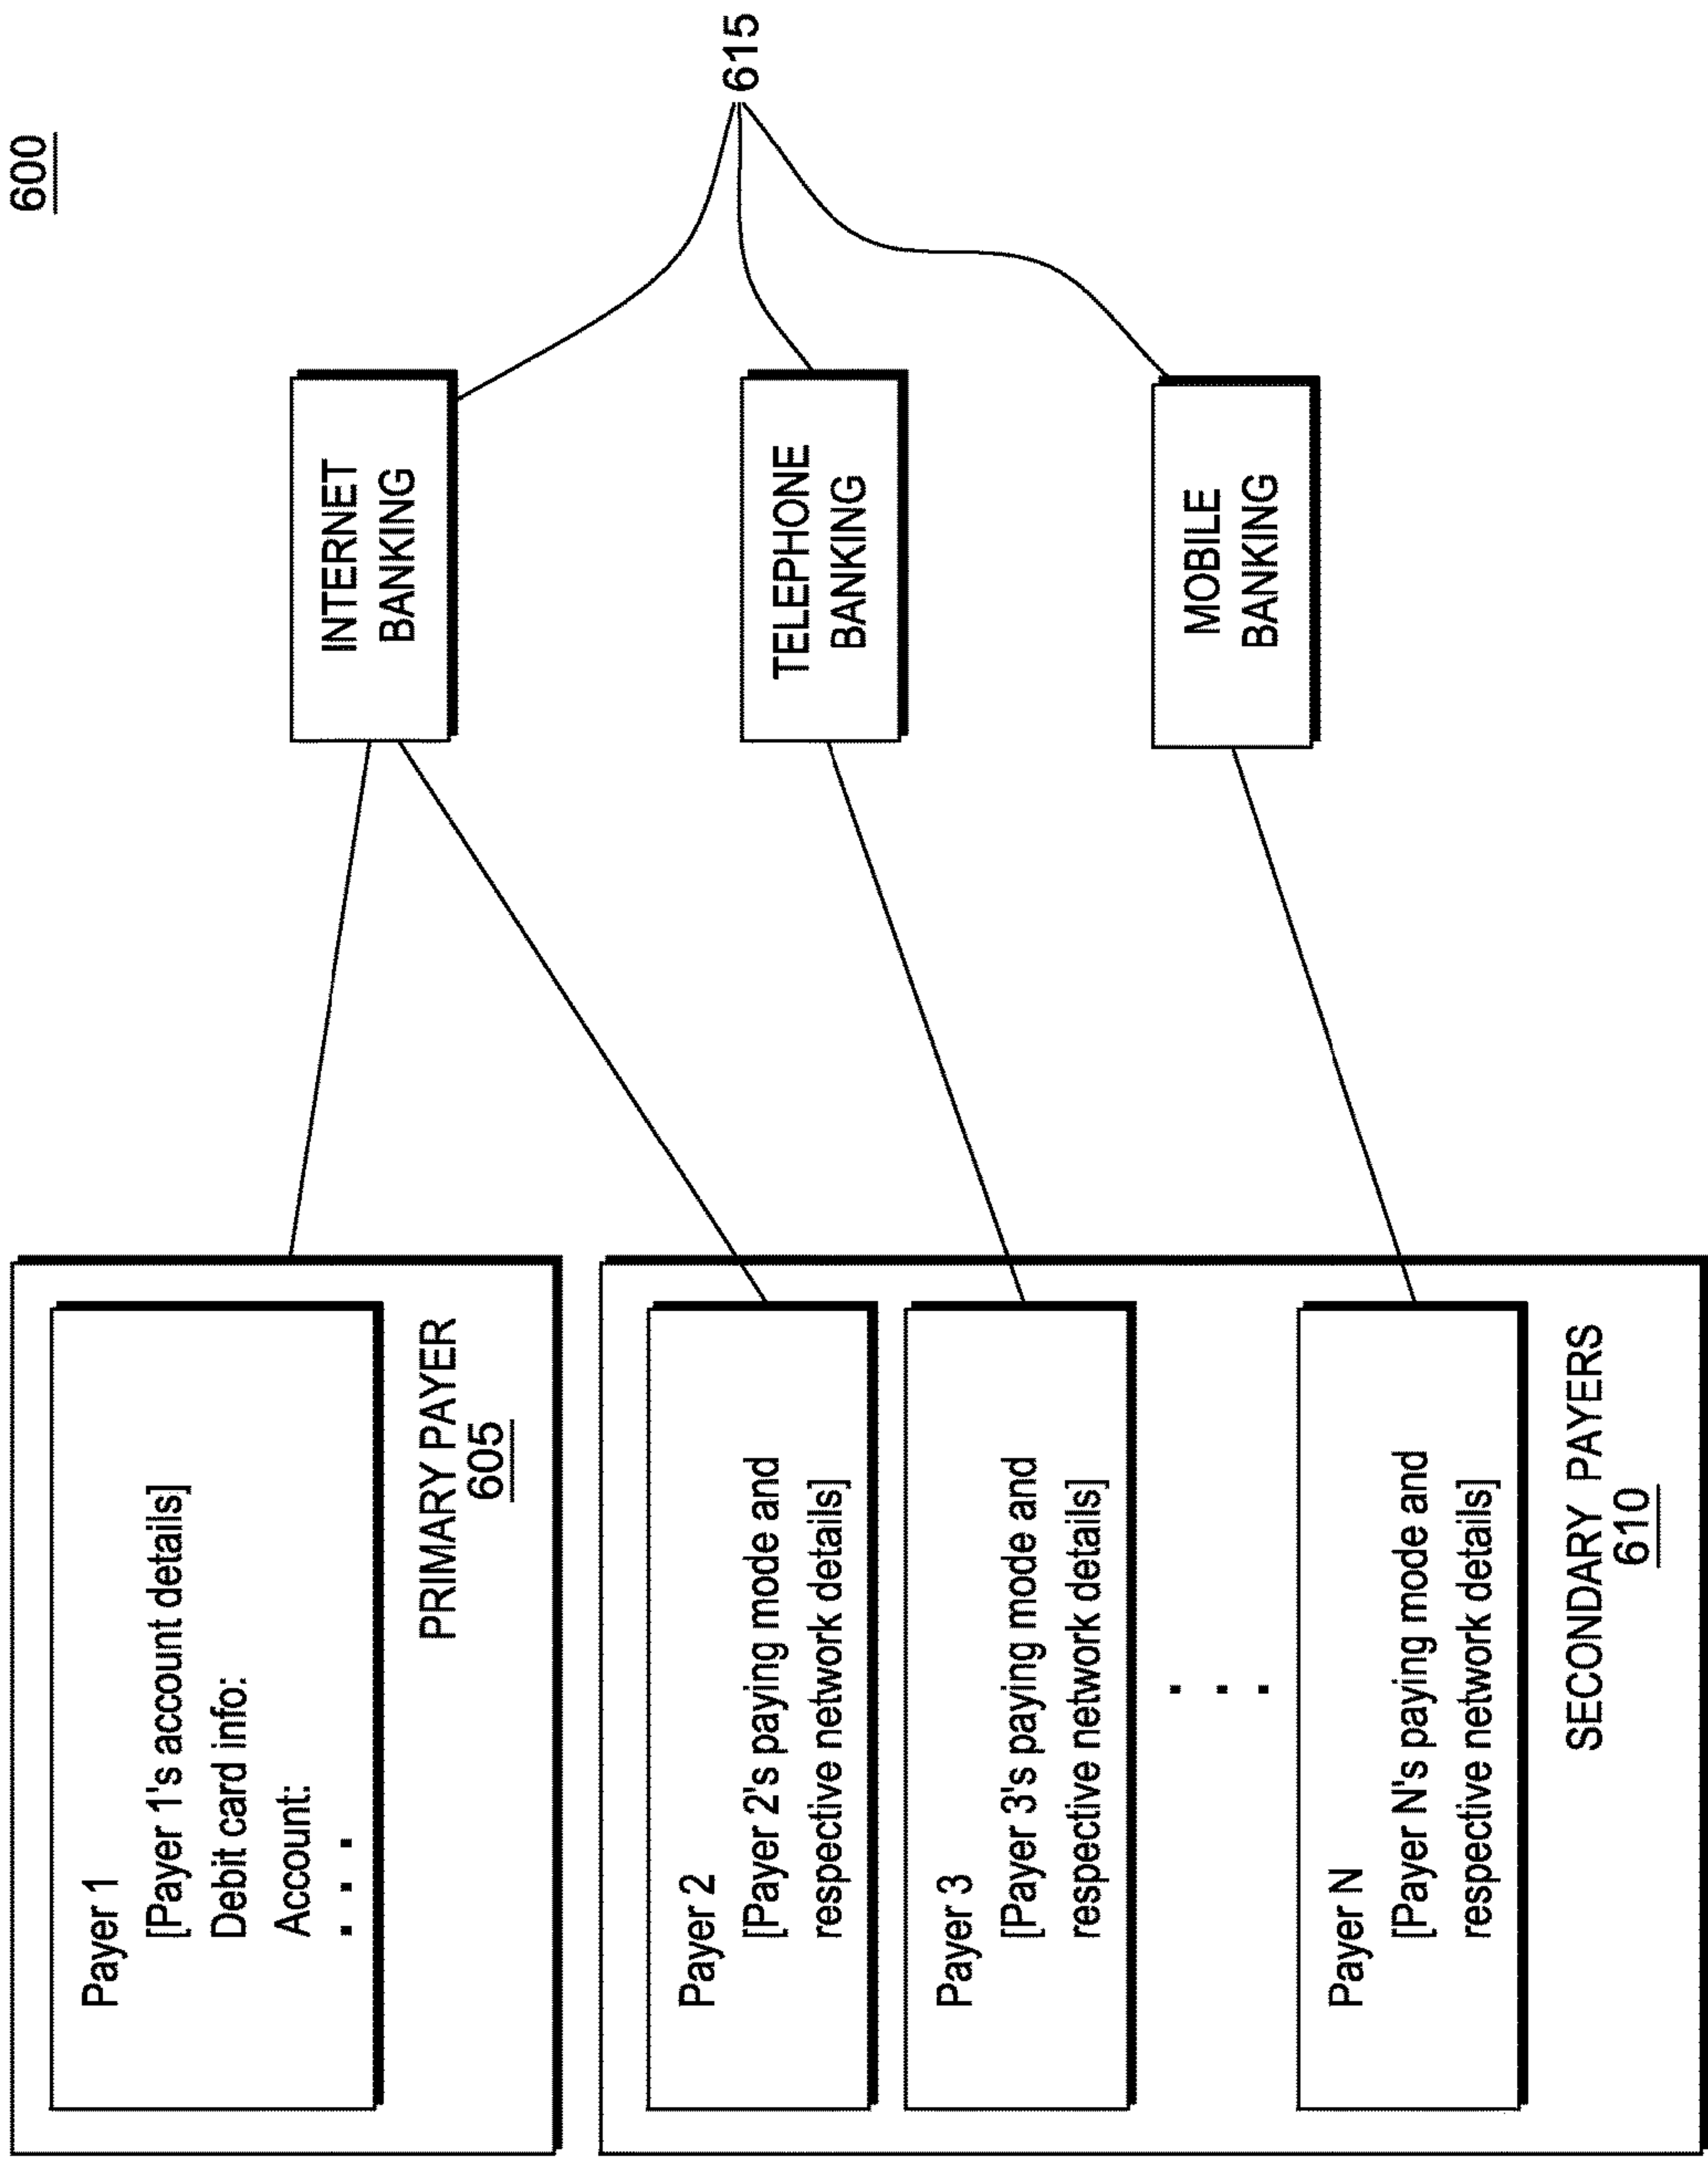 600
Payer 1
[Payer 1's account details]
Debit card info:
Account:
. . .
PRIMARY PAYER
605
Payer 2
[Payer 2's paying mode and
respective network details]
Payer 3
[Payer 3's paying mode and
respective network details]
. . .
Payer N
[Payer N's paying mode and
respective network details]
SECONDARY PAYERS
610
INTERNET
BANKING
TELEPHONE
BANKING
MOBILE
BANKING
615